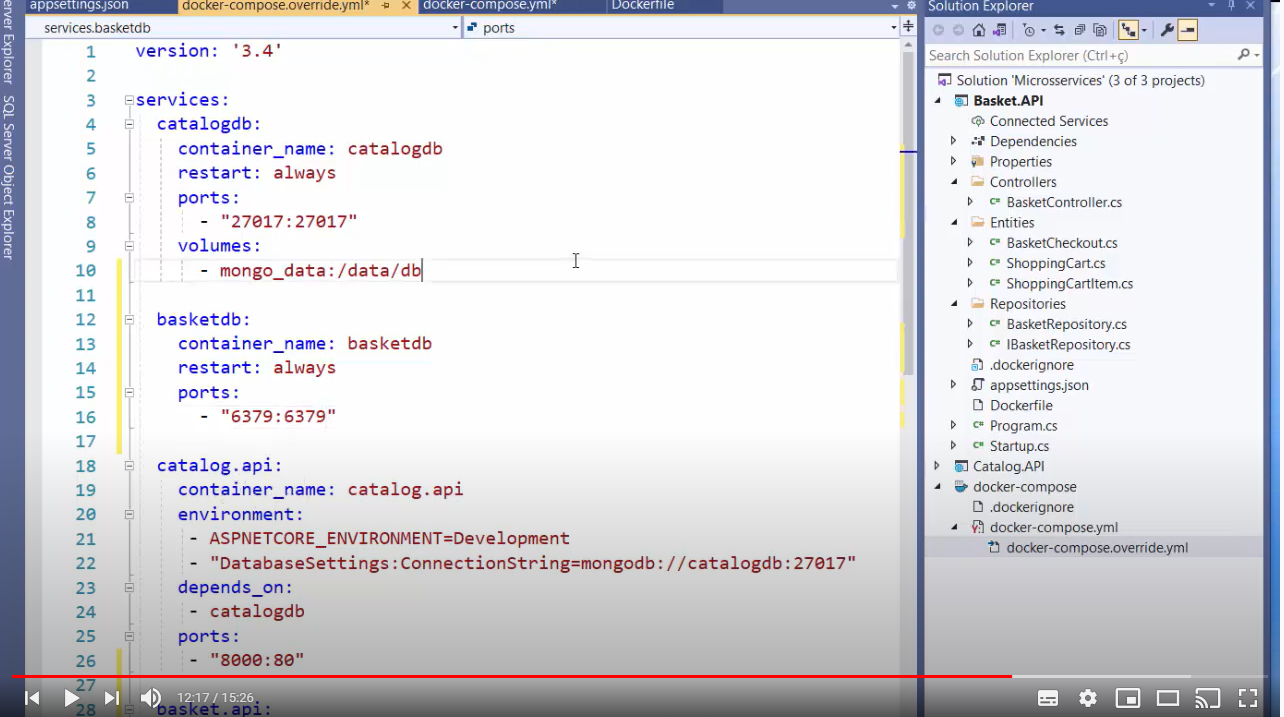 erver Explorer
SQL Server Object Explorer
appsettings.json
docker-compose.override.yml*
docker-compose.yml*
Dockerfile
services.basketdb
ports
1 version: '3.4'
2
3 services:
4 catalogdb:
5 container_name: catalogdb
6 restart: always
7 ports:
8 - "27017:27017"
9 volumes:
10 - mongo_data:/data/db
11
12 basketdb:
13 container_name: basketdb
14 restart: always
15 ports:
16 - "6379:6379"
17
18 catalog.api:
19 container_name: catalog.api
20 environment:
21 - ASPNETCORE_ENVIRONMENT=Development
22 - "DatabaseSettings:ConnectionString=mongodb://catalogdb:27017"
23 depends_on:
24 - catalogdb
25 ports:
26 - "8000:80"
27
28 basket.api:
12:17 / 15:26
Solution Explorer
Search Solution Explorer (Ctrl+ç)
Solution 'Microsservices' (3 of 3 projects)
Basket.API
Connected Services
Dependencies
Properties
Controllers
C# BasketController.cs
Entities
C# BasketCheckout.cs
C# ShoppingCart.cs
C# ShoppingCartItem.cs
Repositories
C# BasketRepository.cs
C# IBasketRepository.cs
.dockerignore
appsettings.json
Dockerfile
C# Program.cs
C# Startup.cs
Catalog.API
docker-compose
.dockerignore
docker-compose.yml
docker-compose.override.yml